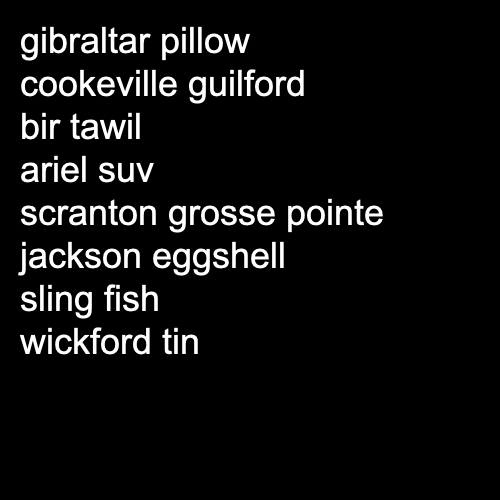 gibraltar pillow
cookeville guilford
bir tawil
ariel suv
scranton grosse pointe
jackson eggshell
sling fish
wickford tin